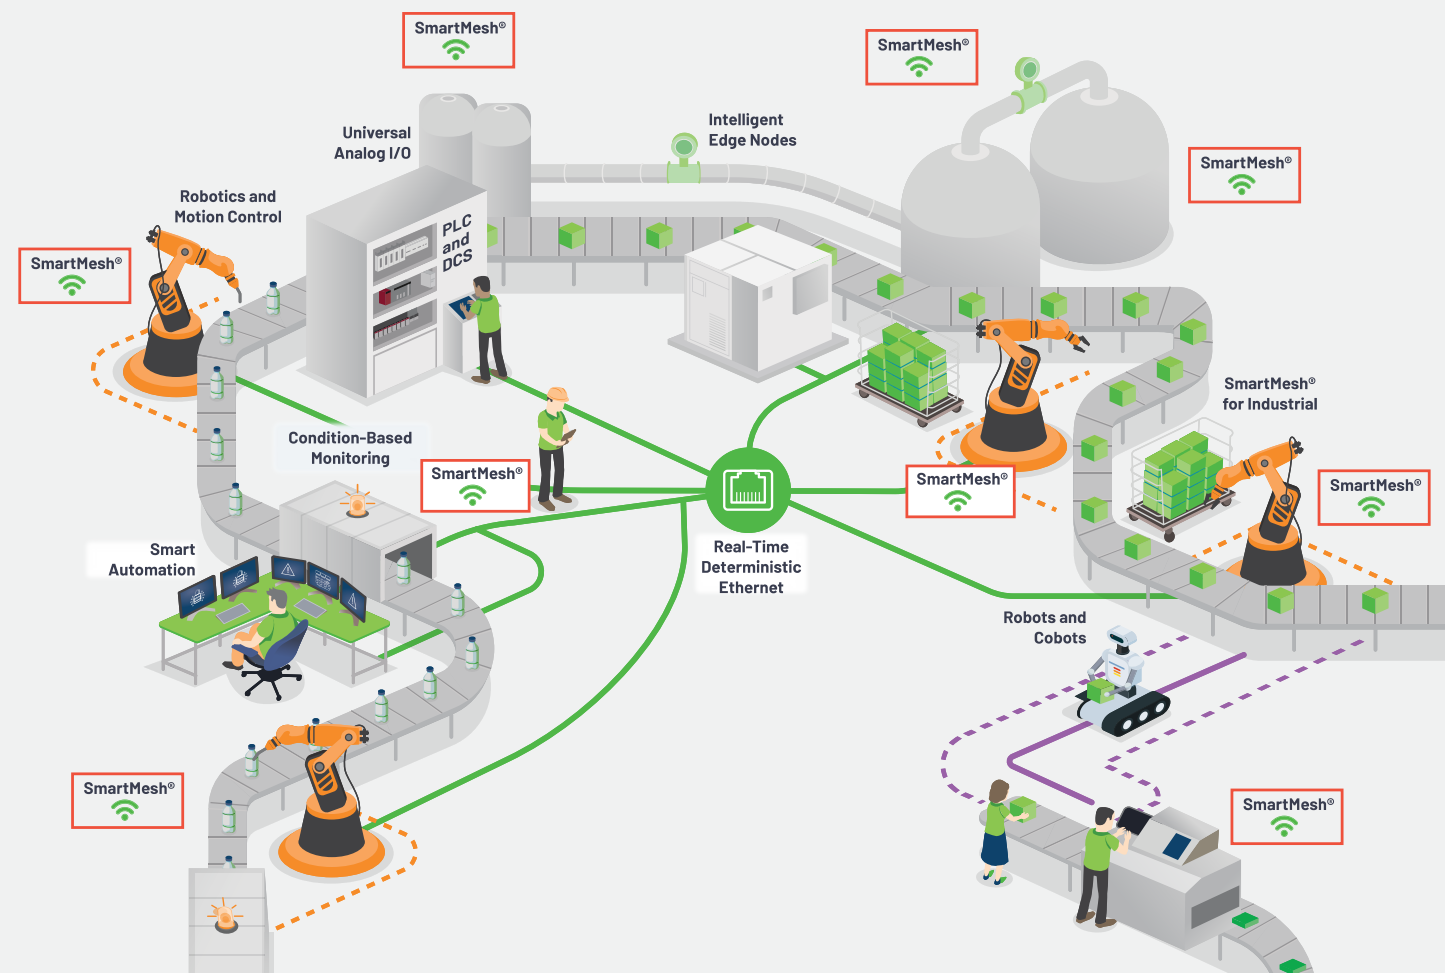 SmartMesh®
SmartMesh®
Intelligent
Edge Nodes
Universal
Analog I/O
SmartMesh®
Robotics and
Motion Control
PLC
and
DCS
SmartMesh®
SmartMesh®
for Industrial
Condition-Based
Monitoring
SmartMesh®
SmartMesh®
SmartMesh®
Real-Time
Deterministic
Ethernet
Smart
Automation
Robots and
Cobots
SmartMesh®
SmartMesh®